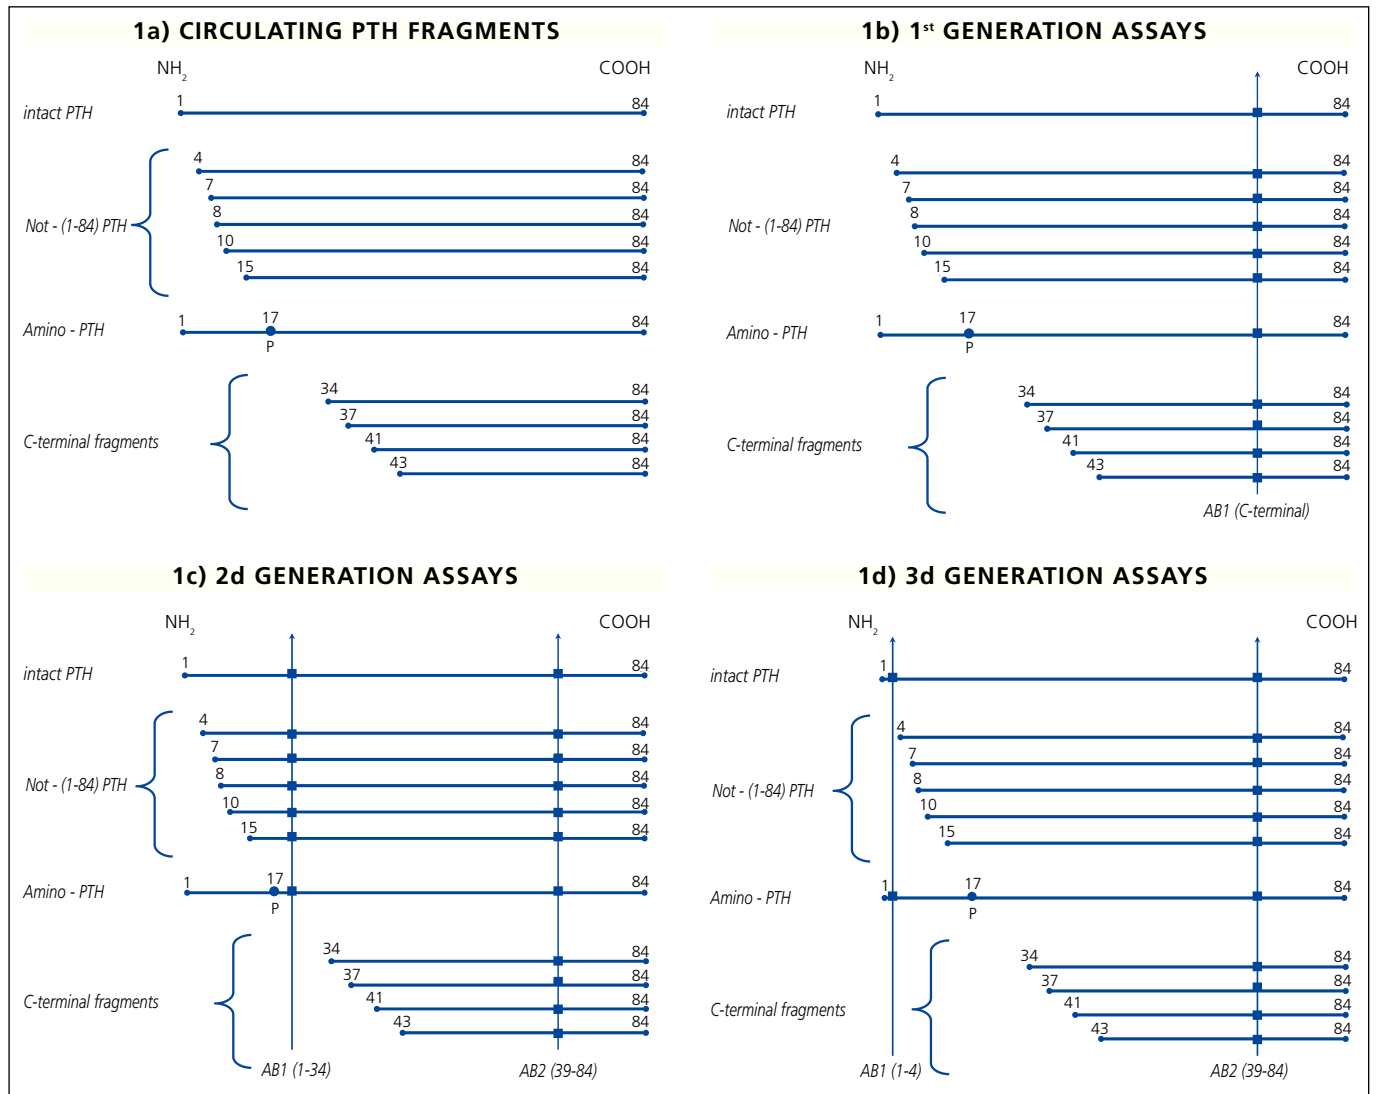 1a) CIRCULATING PTH FRAGMENTS
NH2 COOH
intact PTH 1 84
Not - (1-84) PTH
4 84
7 84
8 84
10 84
15 84
Amino - PTH 1 17 84
P
C-terminal fragments
34 84
37 84
41 84
43 84
1b) 1st GENERATION ASSAYS
NH2 COOH
intact PTH 1 84
Not - (1-84) PTH
4 84
7 84
8 84
10 84
15 84
Amino - PTH 1 17 84
P
C-terminal fragments
34 84
37 84
41 84
43 84
AB1 (C-terminal)
1c) 2d GENERATION ASSAYS
NH2 COOH
intact PTH 1 84
Not - (1-84) PTH
4 84
7 84
8 84
10 84
15 84
Amino - PTH 1 17 84
P
C-terminal fragments
34 84
37 84
41 84
43 84
AB1 (1-34) AB2 (39-84)
1d) 3d GENERATION ASSAYS
NH2 COOH
intact PTH 1 84
Not - (1-84) PTH
4 84
7 84
8 84
10 84
15 84
Amino - PTH 1 17 84
P
C-terminal fragments
34 84
37 84
41 84
43 84
AB1 (1-4) AB2 (39-84)